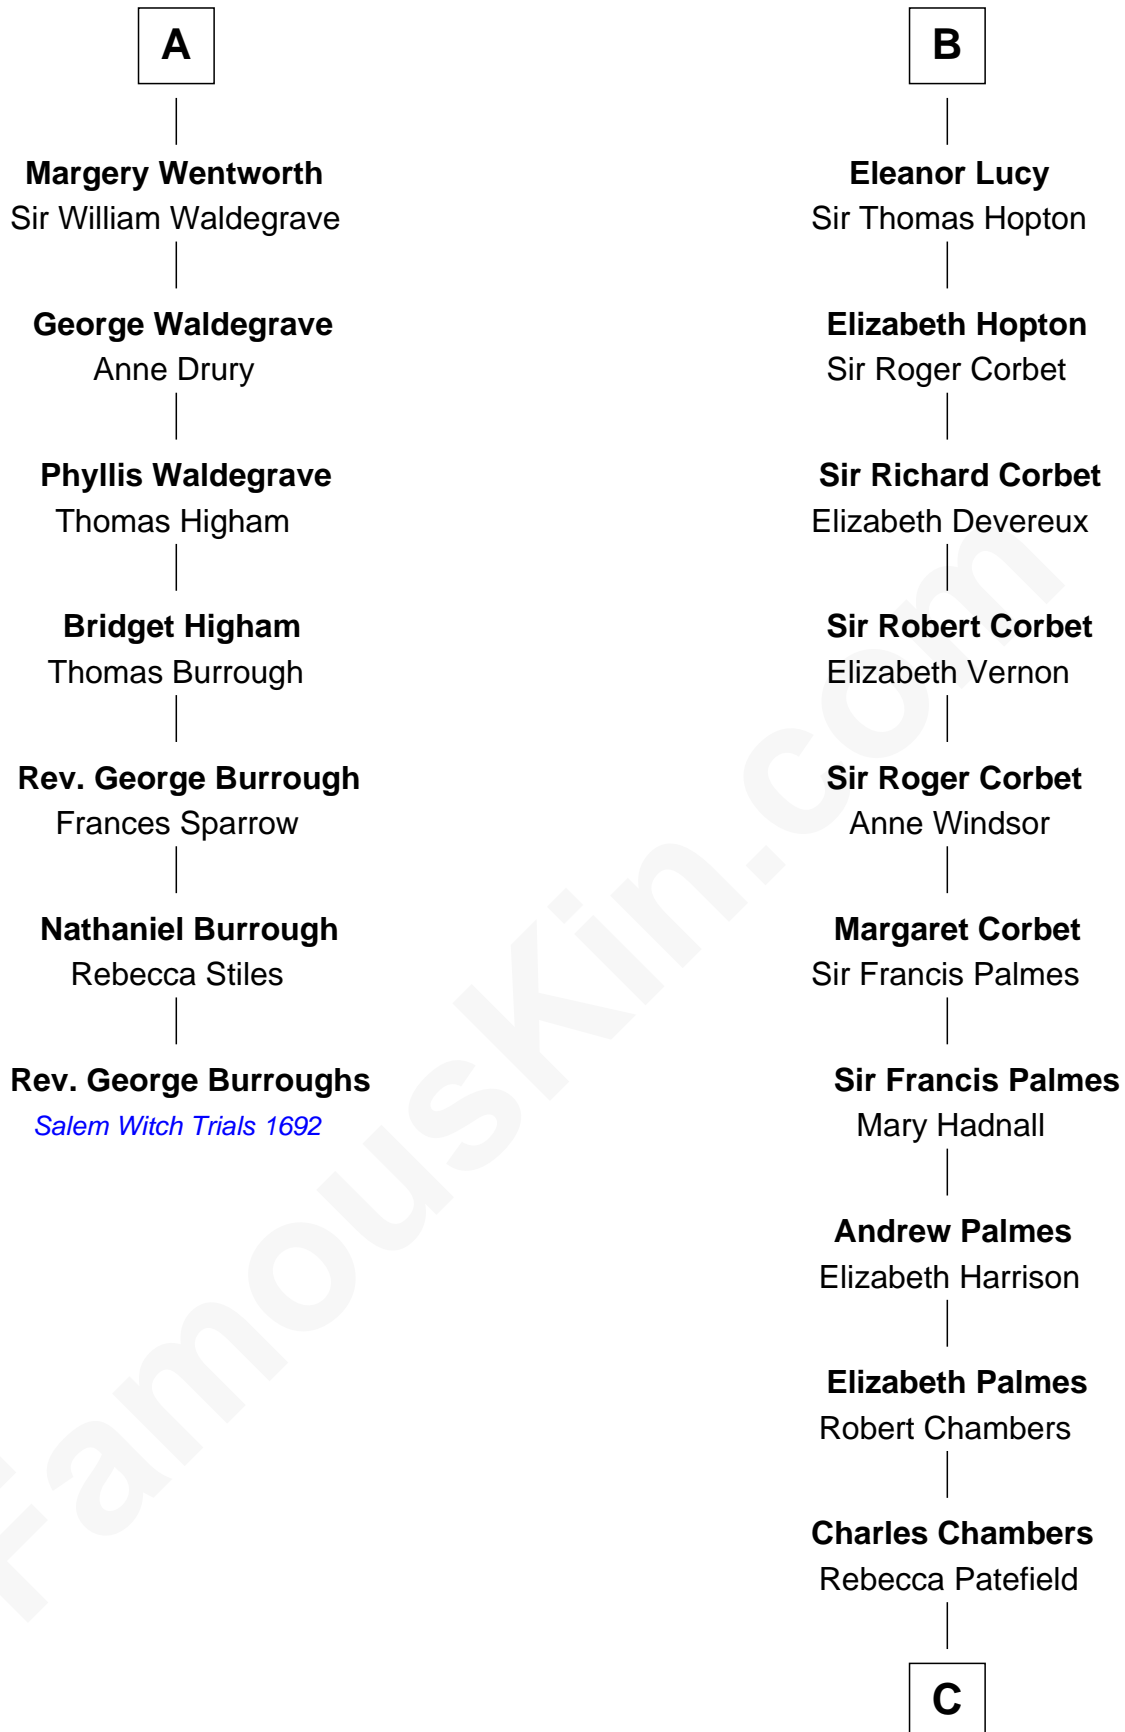 A
Margery Wentworth
Sir William Waldegrave
George Waldegrave
Anne Drury
Phyllis Waldegrave
Thomas Higham
Bridget Higham
Thomas Burrough
Rev. George Burrough
Frances Sparrow
Nathaniel Burrough
Rebecca Stiles
Rev. George Burroughs
Salem Witch Trials 1692
B
Eleanor Lucy
Sir Thomas Hopton
Elizabeth Hopton
Sir Roger Corbet
Sir Richard Corbet
Elizabeth Devereux
Sir Robert Corbet
Elizabeth Vernon
Sir Roger Corbet
Anne Windsor
Margaret Corbet
Sir Francis Palmes
Sir Francis Palmes
Mary Hadnall
Andrew Palmes
Elizabeth Harrison
Elizabeth Palmes
Robert Chambers
Charles Chambers
Rebecca Patefield
C
FamousKin.com